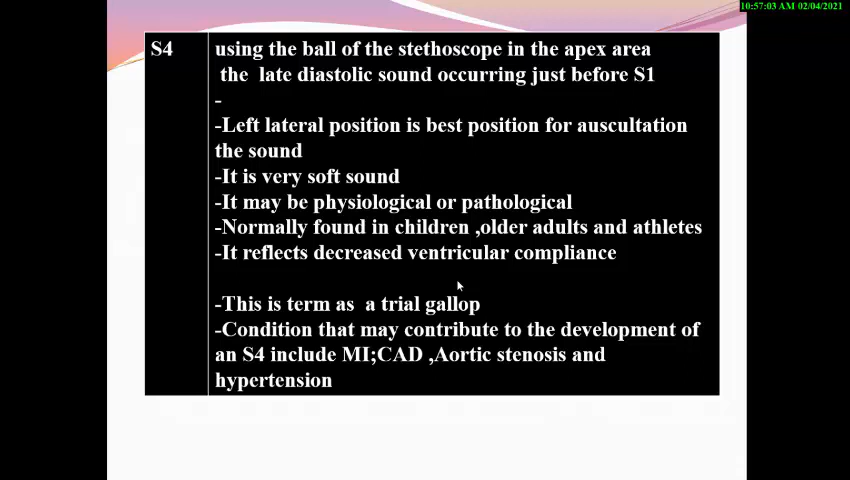 10:57:03 AM 02/04/2021
S4 using the ball of the stethoscope in the apex area
the late diastolic sound occurring just before S1
-
-Left lateral position is best position for auscultation
the sound
-It is very soft sound
-It may be physiological or pathological
-Normally found in children ,older adults and athletes
-It reflects decreased ventricular compliance
-This is term as a trial gallop
-Condition that may contribute to the development of
an S4 include MI;CAD ,Aortic stenosis and
hypertension